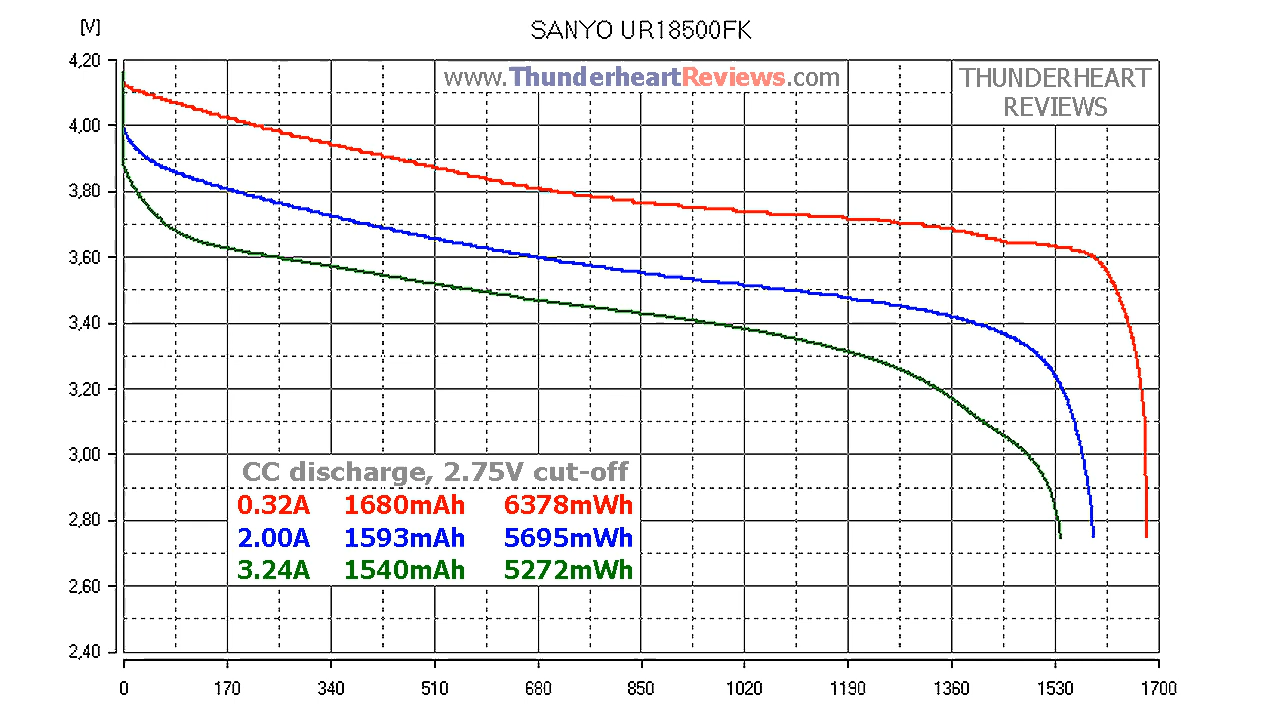 [V]
SANYO UR18500FK
www.ThunderheartReviews.com
THUNDERHEART
REVIEWS
4,20
4,00
3,80
3,60
3,40
3,20
3,00
2,80
2,60
2,40
CC discharge, 2.75V cut-off
0.32A 1680mAh 6378mWh
2.00A 1593mAh 5695mWh
3.24A 1540mAh 5272mWh
0 170 340 510 680 850 1020 1190 1360 1530 1700